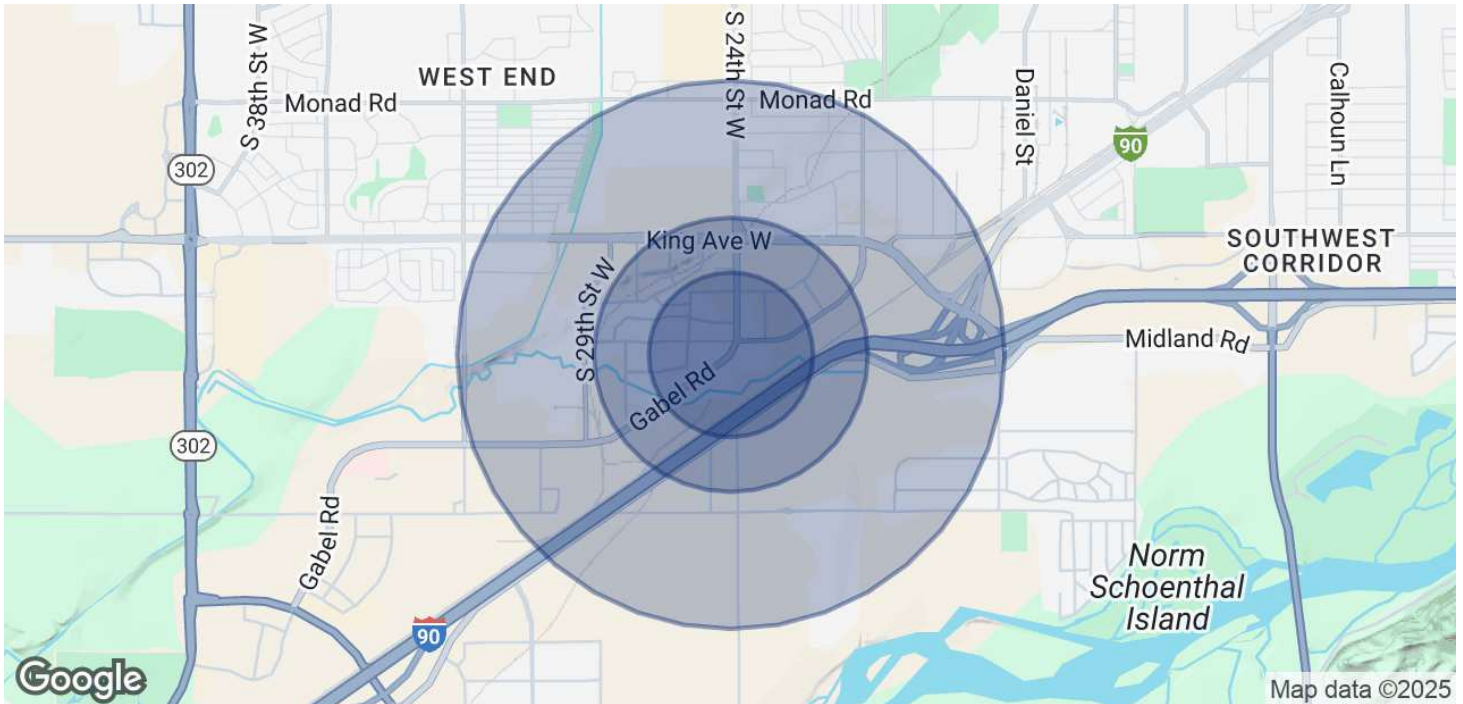 S 38th St W
WEST END
Monad Rd
S 24th St W
Monad Rd
Daniel St
90
Calhoun Ln
302
King Ave W
SOUTHWEST
CORRIDOR
S 29th St W
Midland Rd
Gabel Rd
302
Gabel Rd
Norm
Schoenthal
Island
90
Google
Map data ©2025